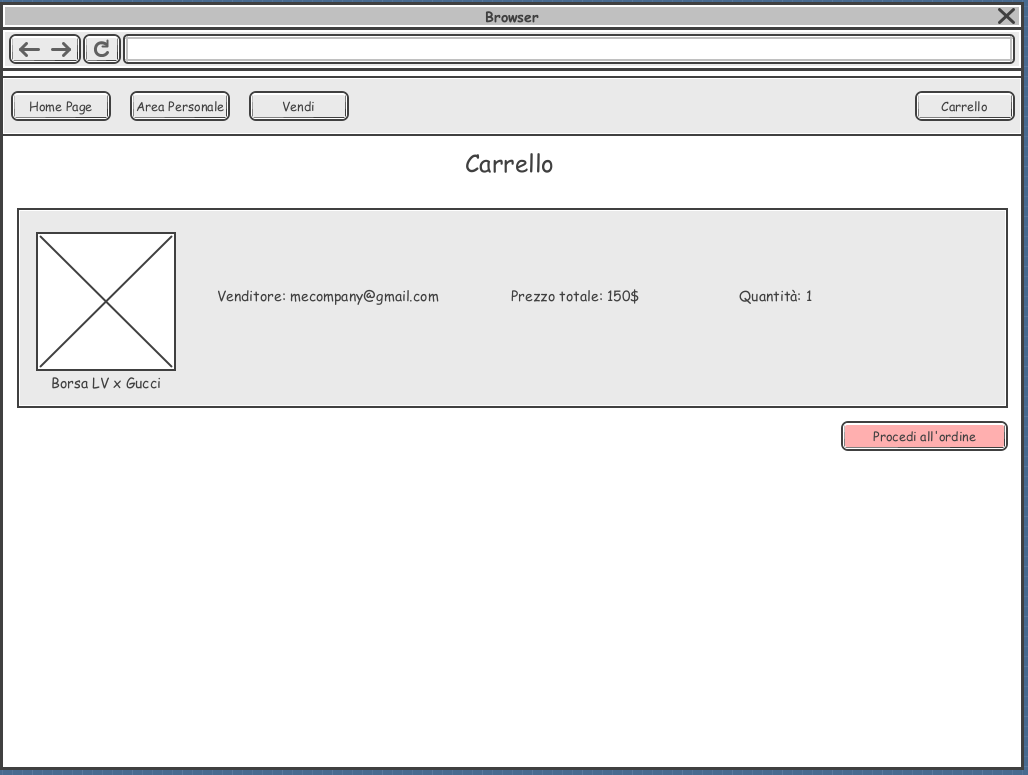 Browser
Home Page
Area Personale
Vendi
Carrello
Carrello
Venditore: mecompany@gmail.com
Prezzo totale: 150$
Quantità: 1
Borsa LV x Gucci
Procedi all'ordine